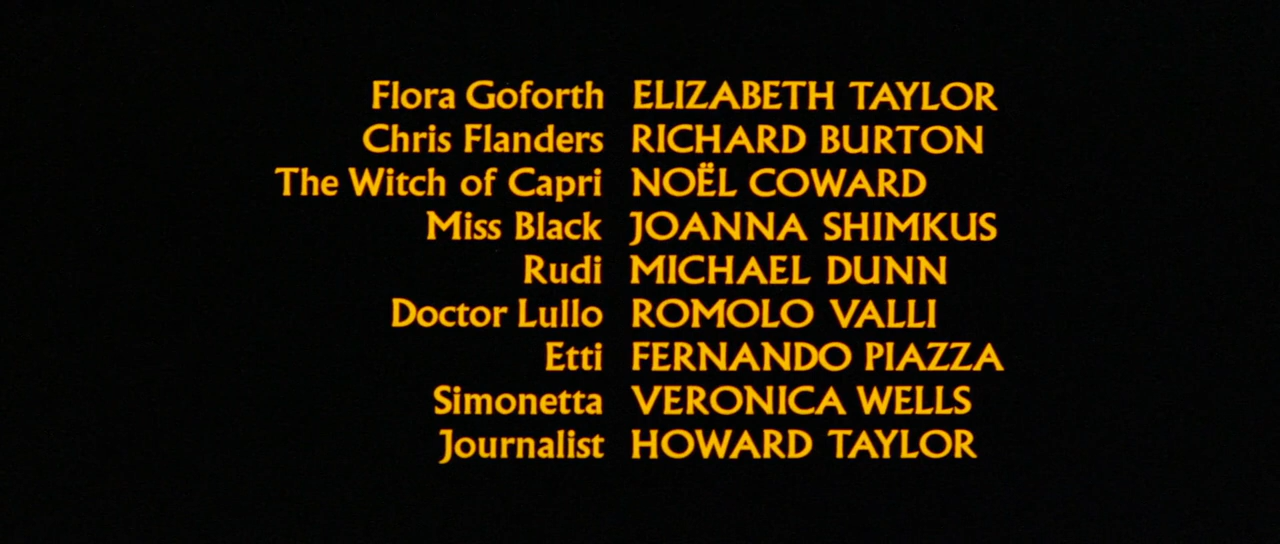 Flora Goforth ELIZABETH TAYLOR
Chris Flanders RICHARD BURTON
The Witch of Capri NOËL COWARD
Miss Black JOANNA SHIMKUS
Rudi MICHAEL DUNN
Doctor Lullo ROMOLO VALLI
Etti FERNANDO PIAZZA
Simonetta VERONICA WELLS
Journalist HOWARD TAYLOR